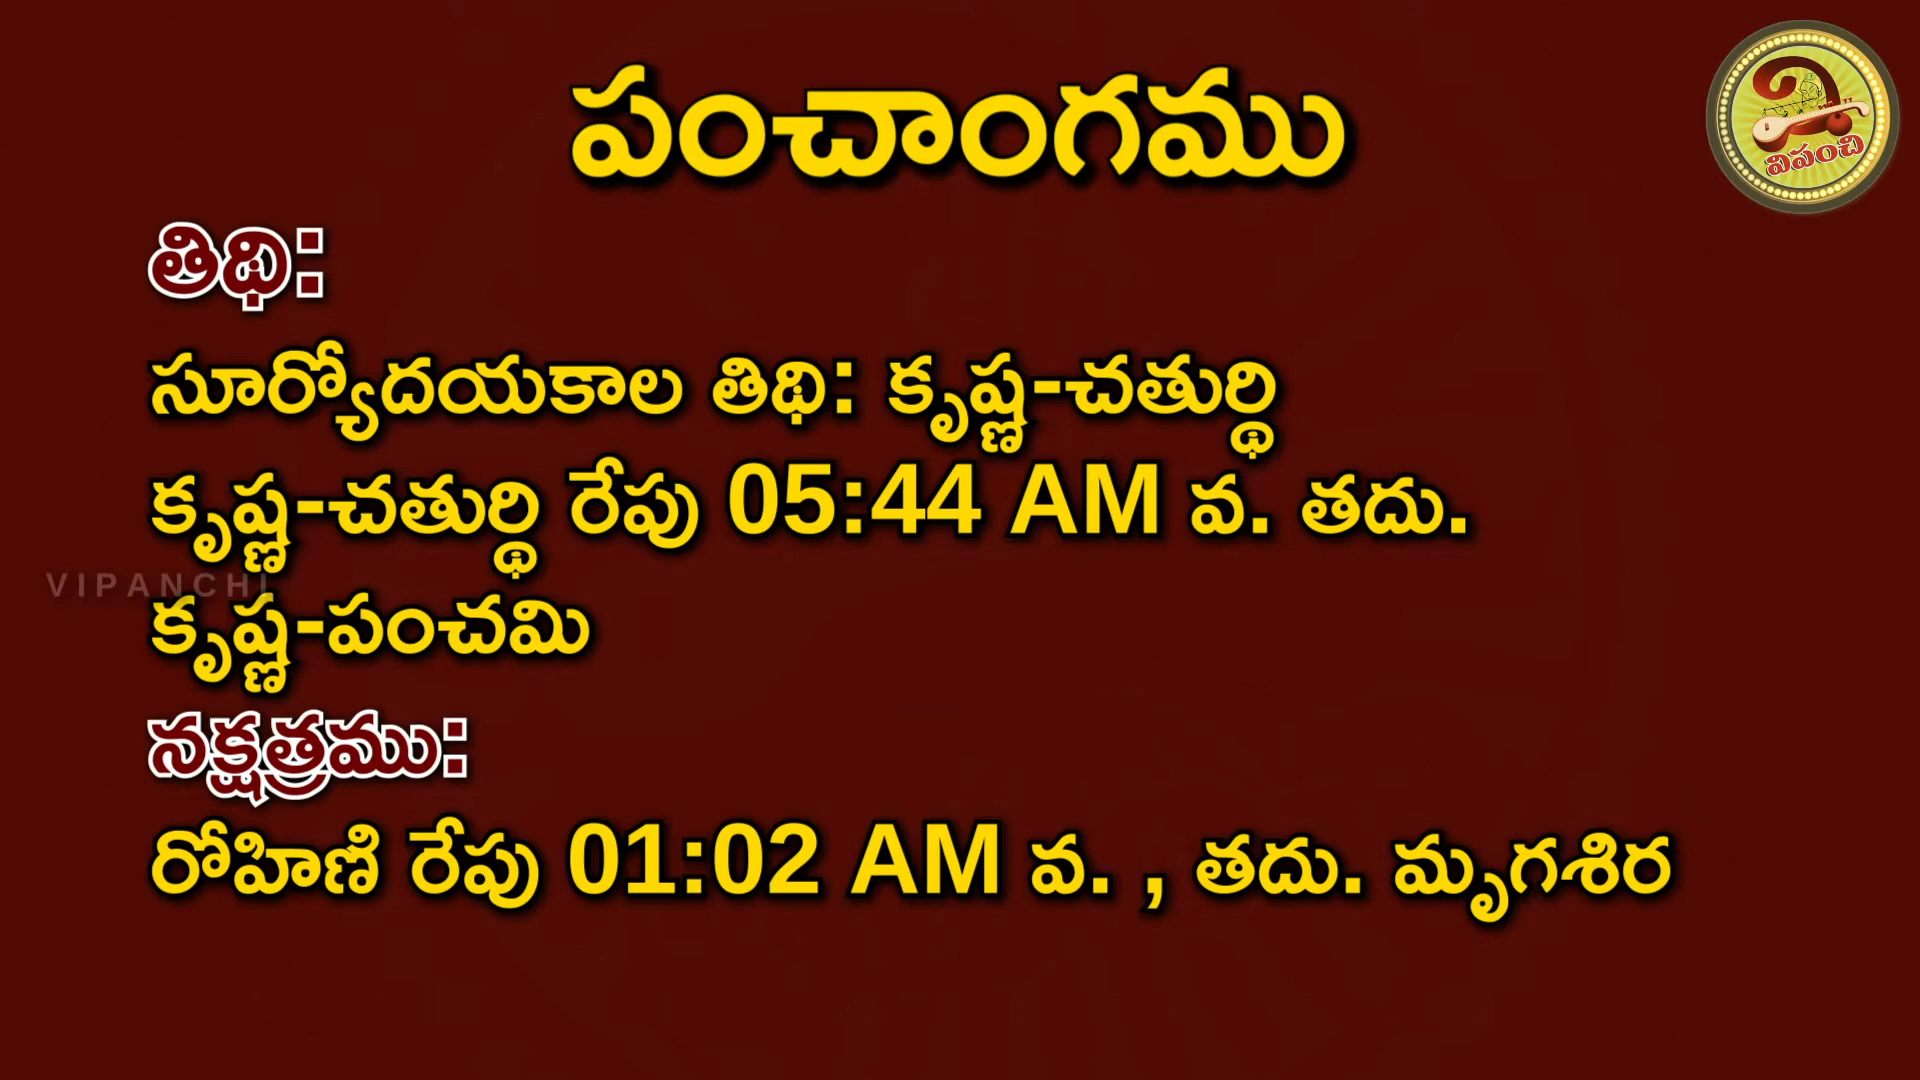 పంచాంగము
విపంచి
తిథి:
సూర్యోదయకాల తిథి: కృష్ణ-చతుర్థి
కృష్ణ-చతుర్థి రేపు 05:44 AM వ. తదు.
VIPANCHI
కృష్ణ-పంచమి
నక్షత్రము:
రోహిణి రేపు 01:02 AM వ. , తదు. మృగశిర